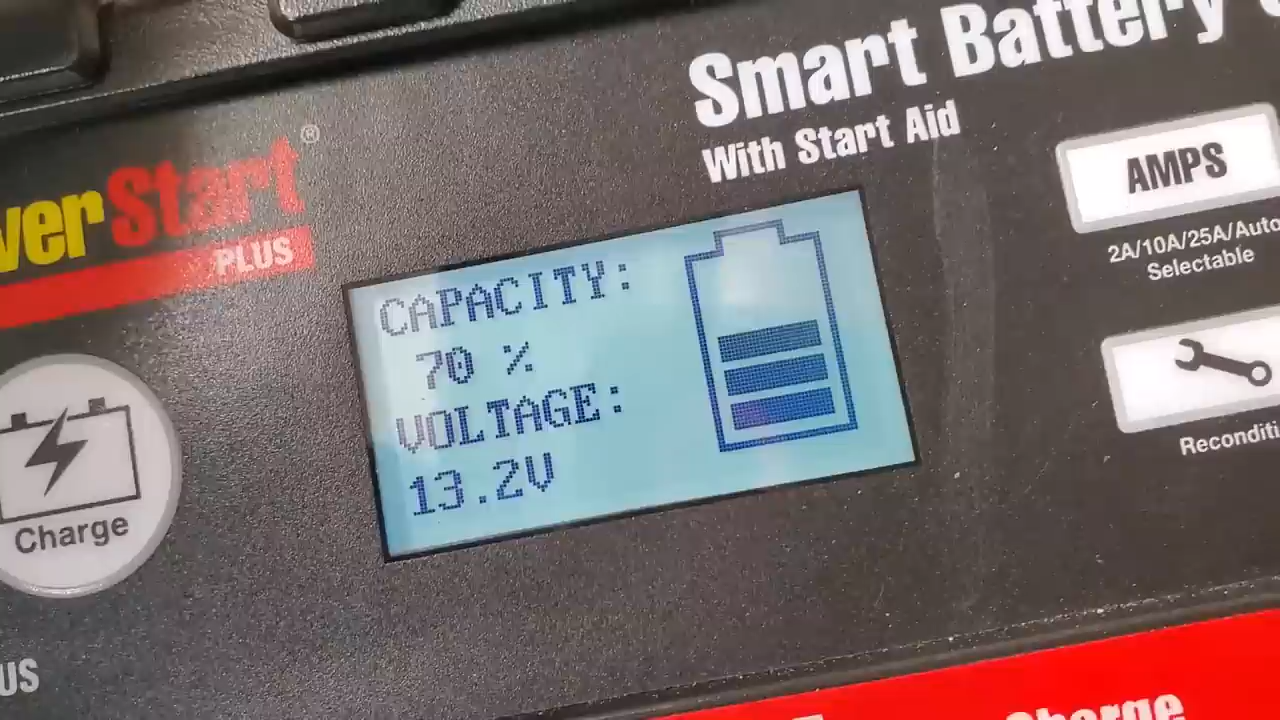 Smart Battery
With Start Aid
verStart®
PLUS
AMPS
2A/10A/25A/Auto
Selectable
CAPACITY:
70 %
VOLTAGE:
13.2V
Charge
Reconditi
US
Charge